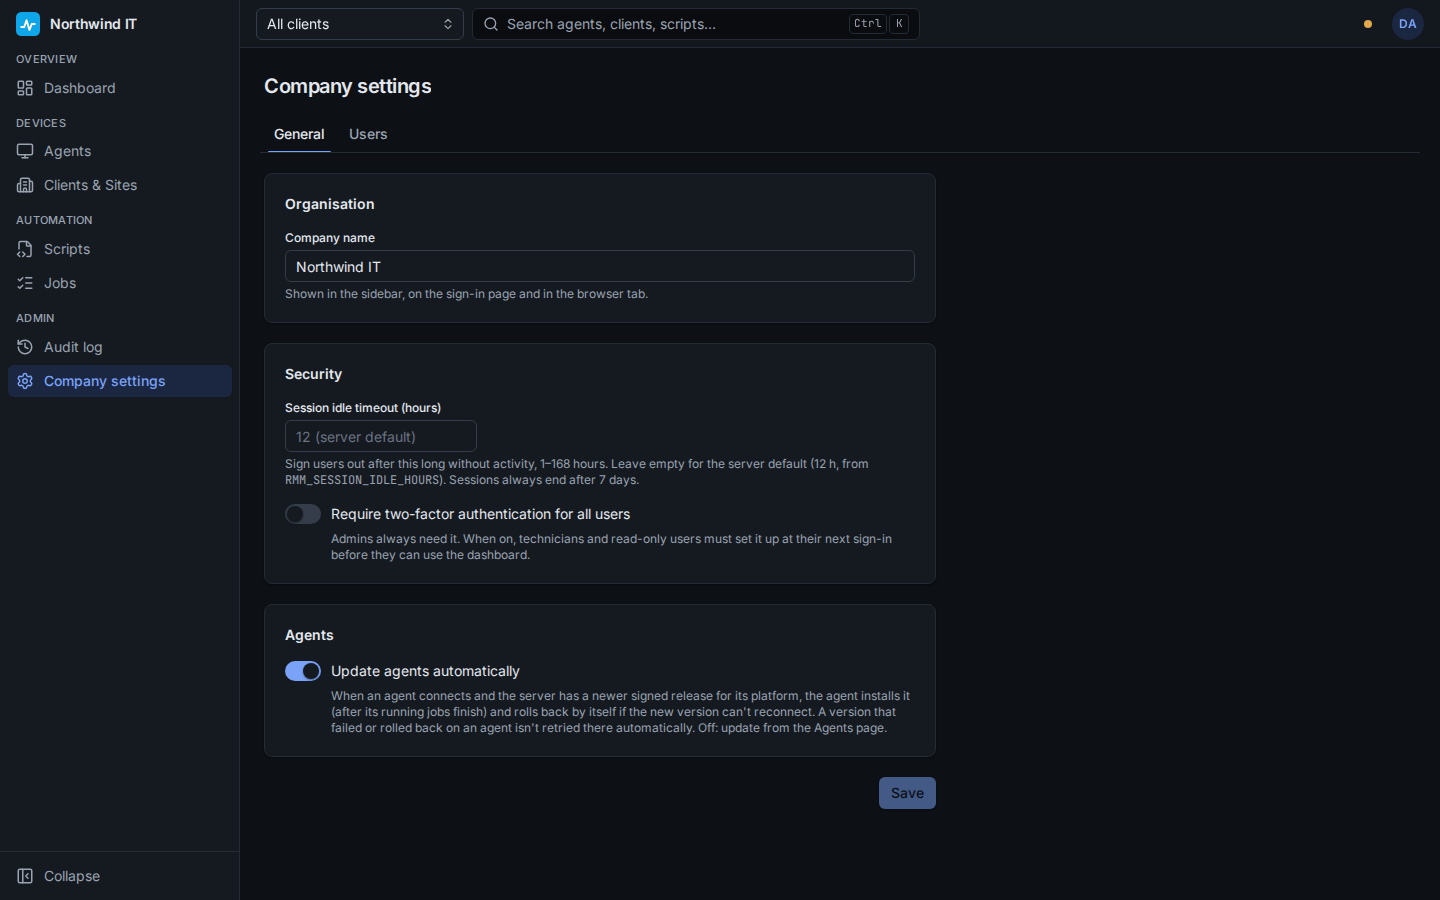 Northwind IT
All clients
Search agents, clients, scripts...
Ctrl K
DA
OVERVIEW
Dashboard
DEVICES
Agents
Clients & Sites
AUTOMATION
Scripts
Jobs
ADMIN
Audit log
Company settings
Collapse
Company settings
General
Users
Organisation
Company name
Northwind IT
Shown in the sidebar, on the sign-in page and in the browser tab.
Security
Session idle timeout (hours)
12 (server default)
Sign users out after this long without activity, 1–168 hours. Leave empty for the server default (12 h, from
RMM_SESSION_IDLE_HOURS). Sessions always end after 7 days.
Require two-factor authentication for all users
Admins always need it. When on, technicians and read-only users must set it up at their next sign-in
before they can use the dashboard.
Agents
Update agents automatically
When an agent connects and the server has a newer signed release for its platform, the agent installs it
(after its running jobs finish) and rolls back by itself if the new version can't reconnect. A version that
failed or rolled back on an agent isn't retried there automatically. Off: update from the Agents page.
Save